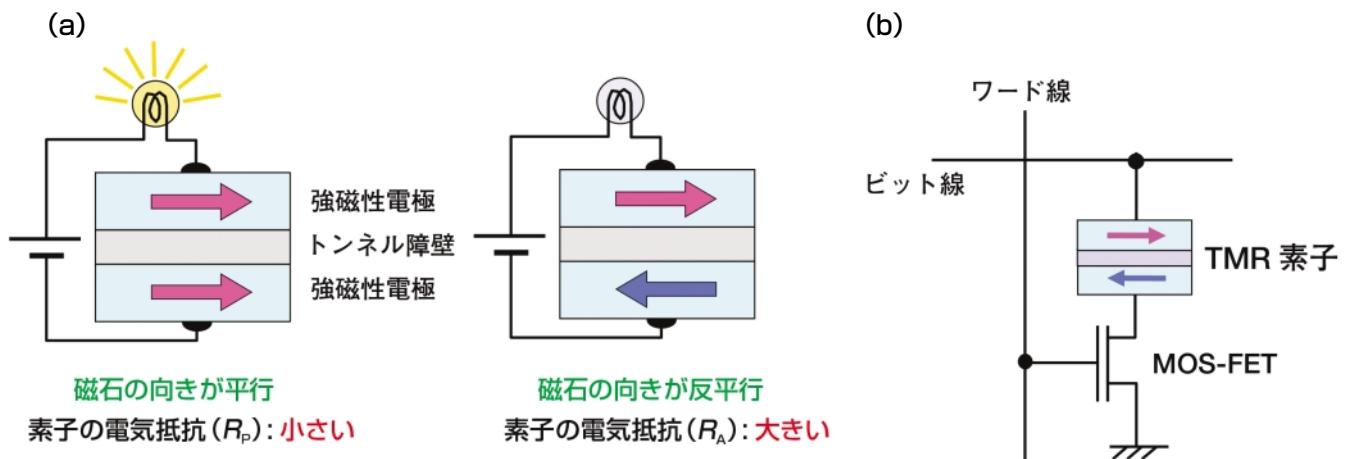 (a)
強磁性電極
トンネル障壁
強磁性電極
磁石の向きが平行
素子の電気抵抗(RP): 小さい
磁石の向きが反平行
素子の電気抵抗(RA): 大きい
(b)
ワード線
ビット線
TMR 素子
MOS-FET